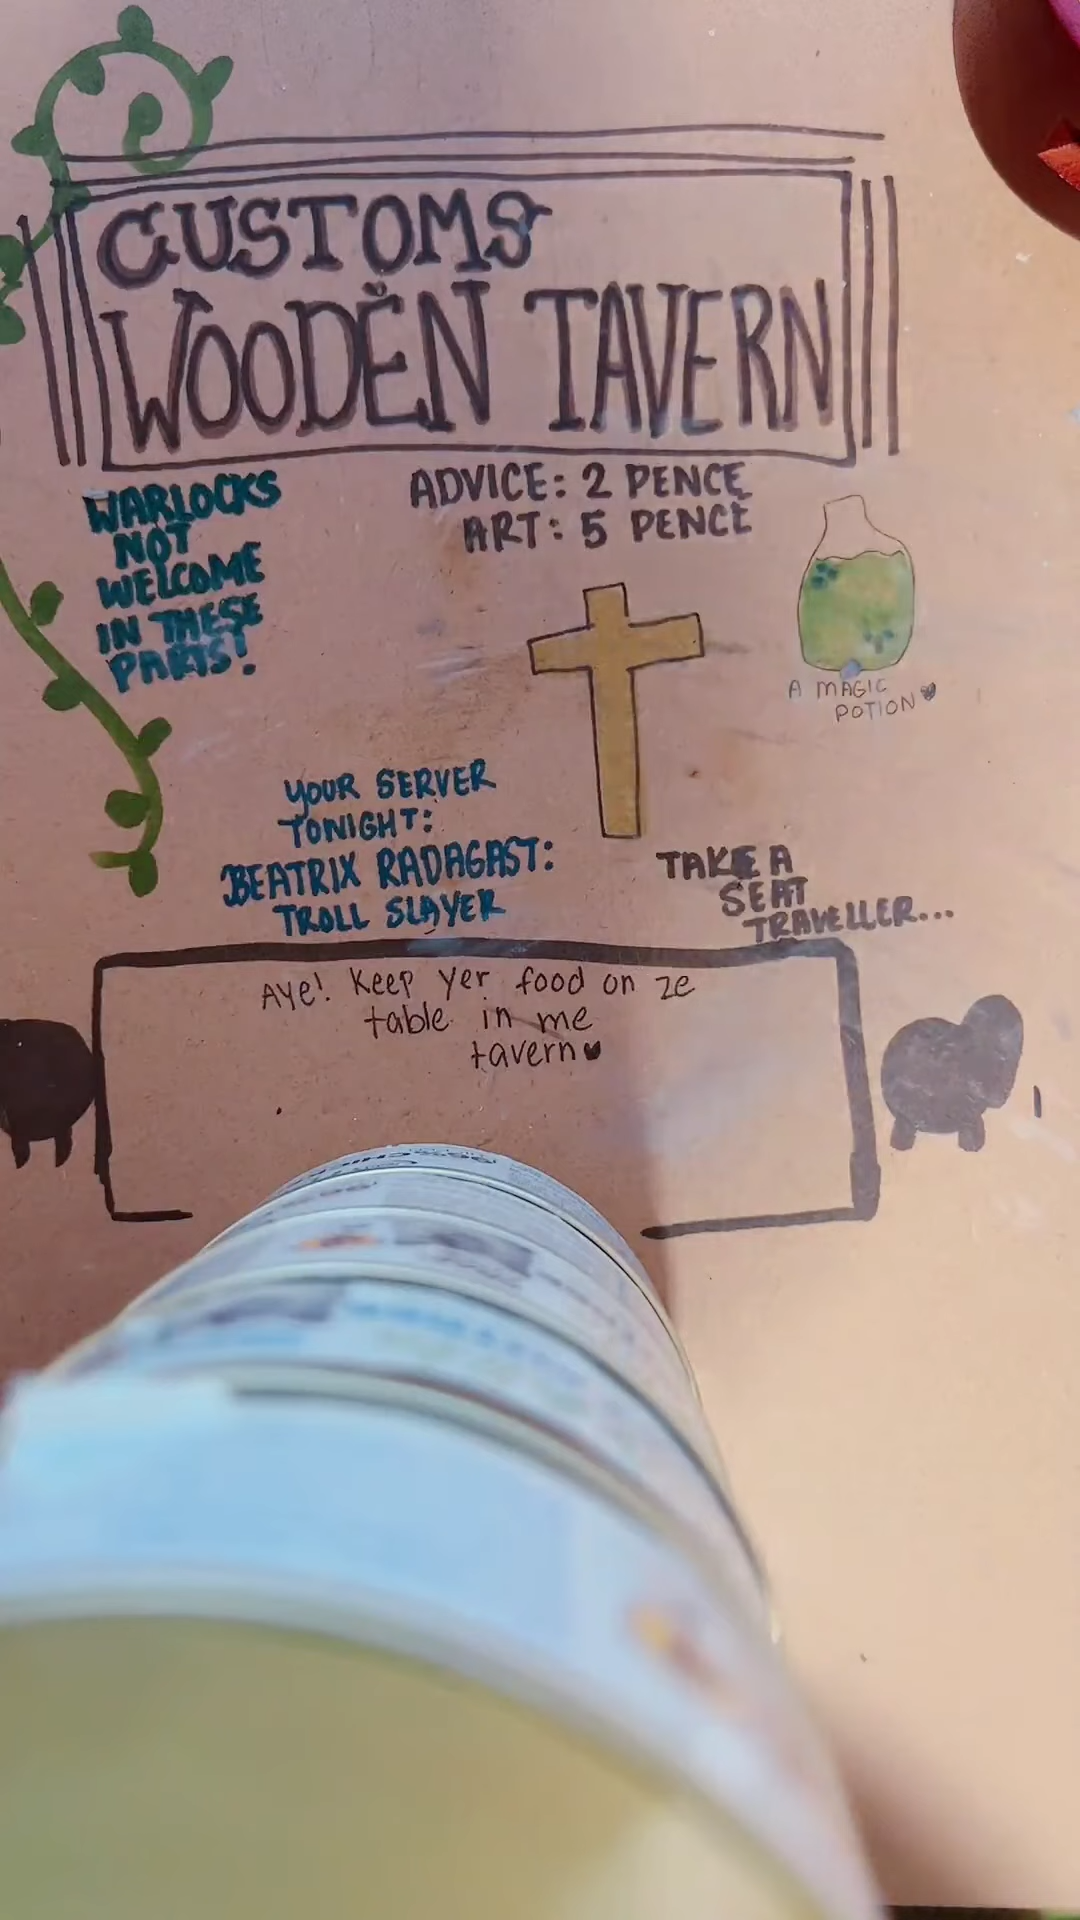 CUSTOMS
WOODEN TAVERN
WARLOCKS
NOT
WELCOME
IN THESE
PARTS!
ADVICE: 2 PENCE
ART: 5 PENCE
A MAGIC
POTION
YOUR SERVER
TONIGHT:
BEATRIX RADAGAST:
TROLL SLAYER
TAKE A
SEAT
TRAVELLER...
Aye! Keep yer food on ze
table in me
tavern